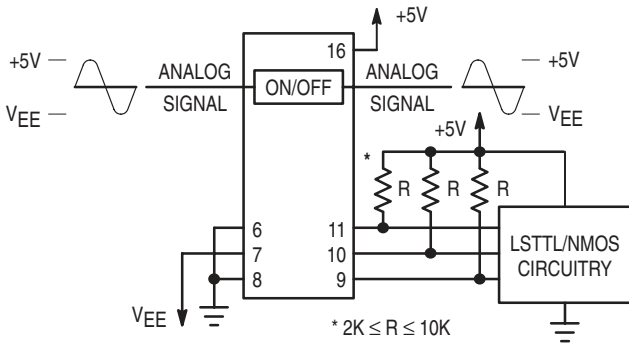 +5V
16
+5V
ANALOG
SIGNAL
ON/OFF
ANALOG
SIGNAL
+5V
VEE
VEE
+5V
*
R
R
R
6
11
7
10
8
9
LSTTL/NMOS
CIRCUITRY
VEE
* 2K ≤ R ≤ 10K